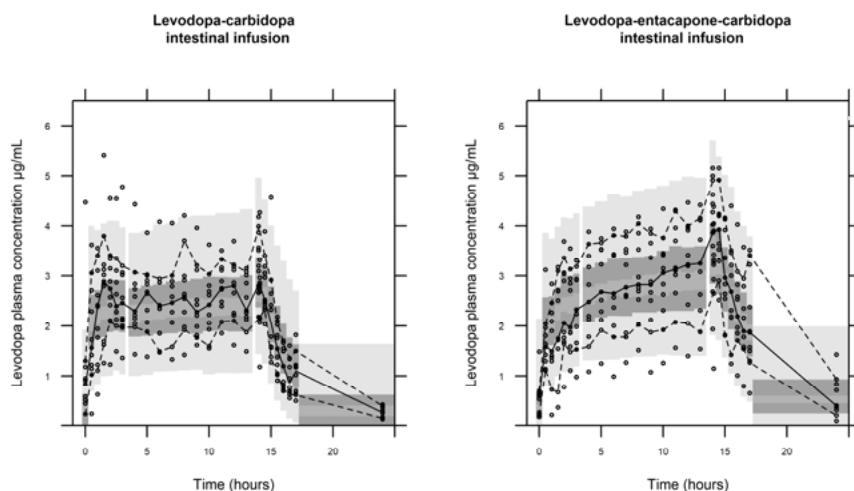 Levodopa-carbidopa
intestinal infusion
Levodopa-entacapone-carbidopa
intestinal infusion
Levodopa plasma concentration µg/mL
6
5
4
3
2
1
0
5
10
15
20
Time (hours)
Levodopa plasma concentration µg/mL
6
5
4
3
2
1
0
5
10
15
20
Time (hours)